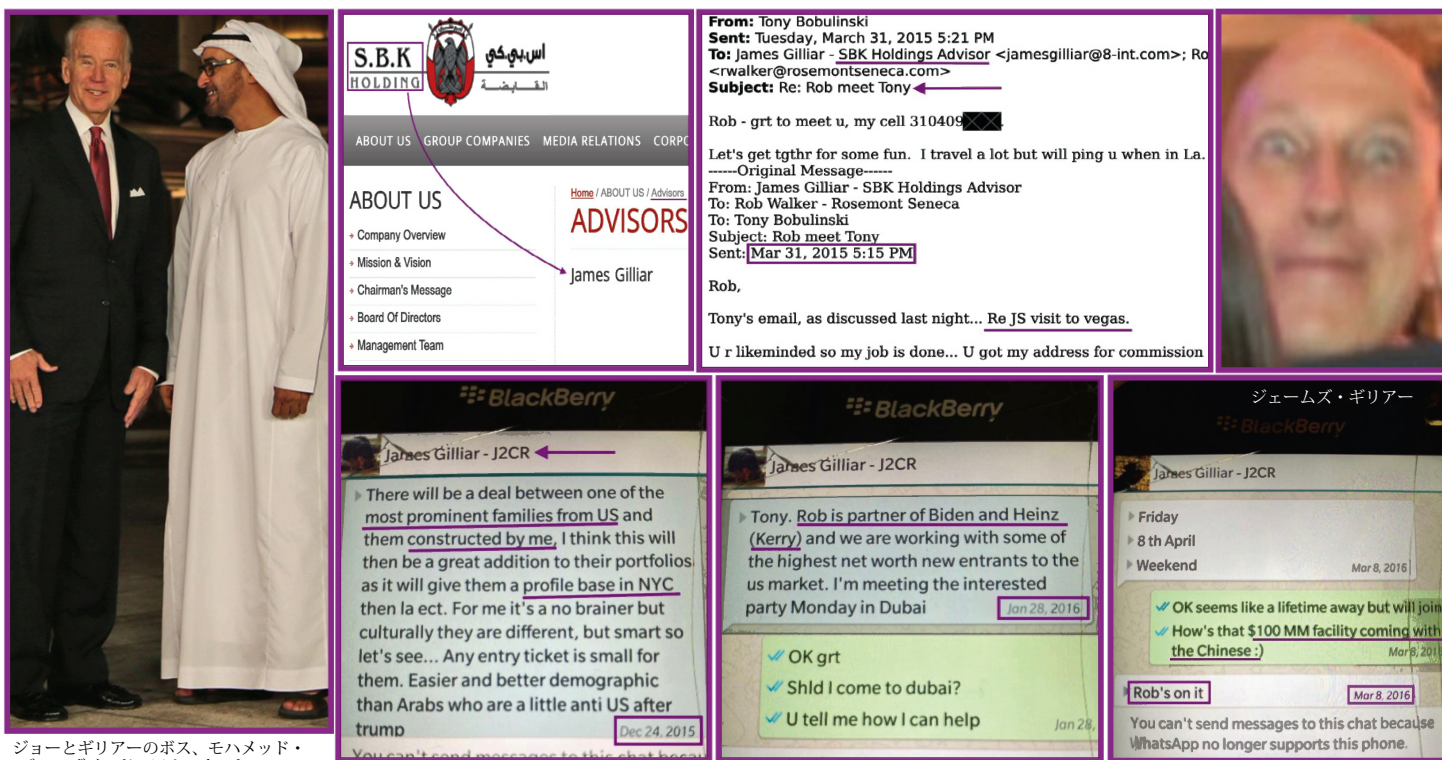 S.B.K
HOLDING
اس.بي.كي
القــــابـضـــــة
ABOUT US GROUP COMPANIES MEDIA RELATIONS CORPO
ABOUT US
Company Overview
Mission & Vision
Chairman's Message
Board Of Directors
Management Team
Home / ABOUT US / Advisors
ADVISORS
James Gilliar
From: Tony Bobulinski
Sent: Tuesday, March 31, 2015 5:21 PM
To: James Gilliar - SBK Holdings Advisor <jamesgilliar@8-int.com>; Ro
<rwalker@rosemontseneca.com>
Subject: Re: Rob meet Tony
Rob - grt to meet u, my cell 310409
Let's get tgthr for some fun. I travel a lot but will ping u when in La.
------Original Message------
From: James Gilliar - SBK Holdings Advisor
To: Rob Walker - Rosemont Seneca
To: Tony Bobulinski
Subject: Rob meet Tony
Sent: Mar 31, 2015 5:15 PM
Rob,
Tony's email, as discussed last night... Re JS visit to vegas.
U r likeminded so my job is done... U got my address for commission
ジョーとギリアーのボス、モハメッド・
BlackBerry
James Gilliar - J2CR
There will be a deal between one of the
most prominent families from US and
them constructed by me, I think this will
then be a great addition to their portfolios
as it will give them a profile base in NYC
then la ect. For me it's a no brainer but
culturally they are different, but smart so
let's see... Any entry ticket is small for
them. Easier and better demographic
than Arabs who are a little anti US after
trump
Dec 24, 2015
You can't send messages to this chat becau
BlackBerry
James Gilliar - J2CR
Tony. Rob is partner of Biden and Heinz
(Kerry) and we are working with some of
the highest net worth new entrants to the
us market. I'm meeting the interested
party Monday in Dubai
Jan 28, 2016
OK grt
Shld I come to dubai?
U tell me how I can help
Jan 28,
ジェームズ・ギリアー
BlackBerry
James Gilliar - J2CR
Friday
8 th April
Weekend
Mar 8, 2016
OK seems like a lifetime away but will join
How's that $100 MM facility coming with
the Chinese :)
Mar 8, 201
Rob's on it
Mar 8, 2016
You can't send messages to this chat because
WhatsApp no longer supports this phone.